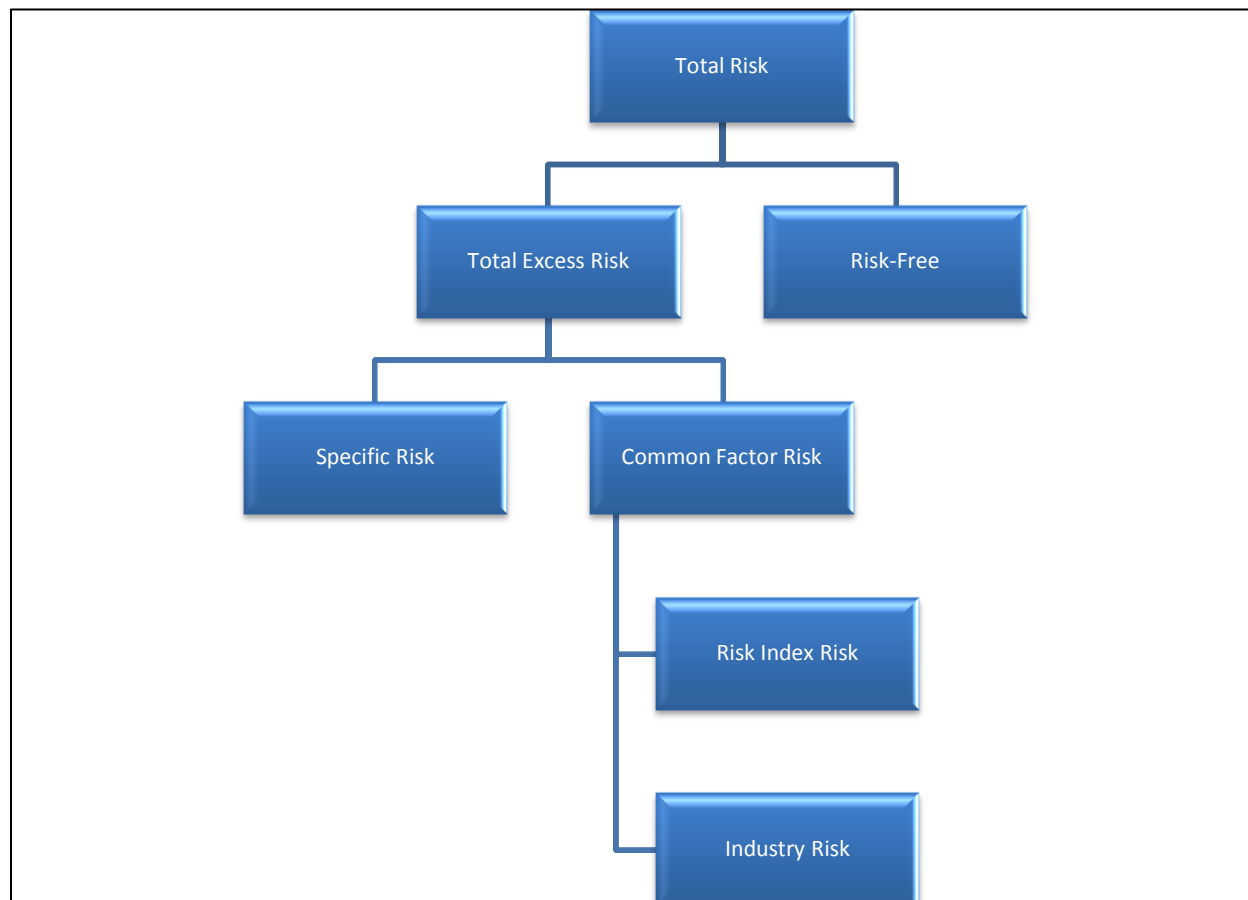 Total Risk
Total Excess Risk
Risk-Free
Specific Risk
Common Factor Risk
Risk Index Risk
Industry Risk